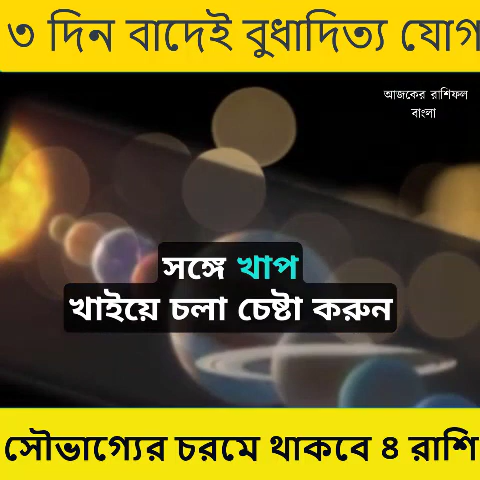 ৩ দিন বাদেই বুধাদিত্য যোগ
আজকের রাশিফল
বাংলা
সঙ্গে খাপ
খাইয়ে চলা চেষ্টা করুন
সৌভাগ্যের চরমে থাকবে ৪ রাশি